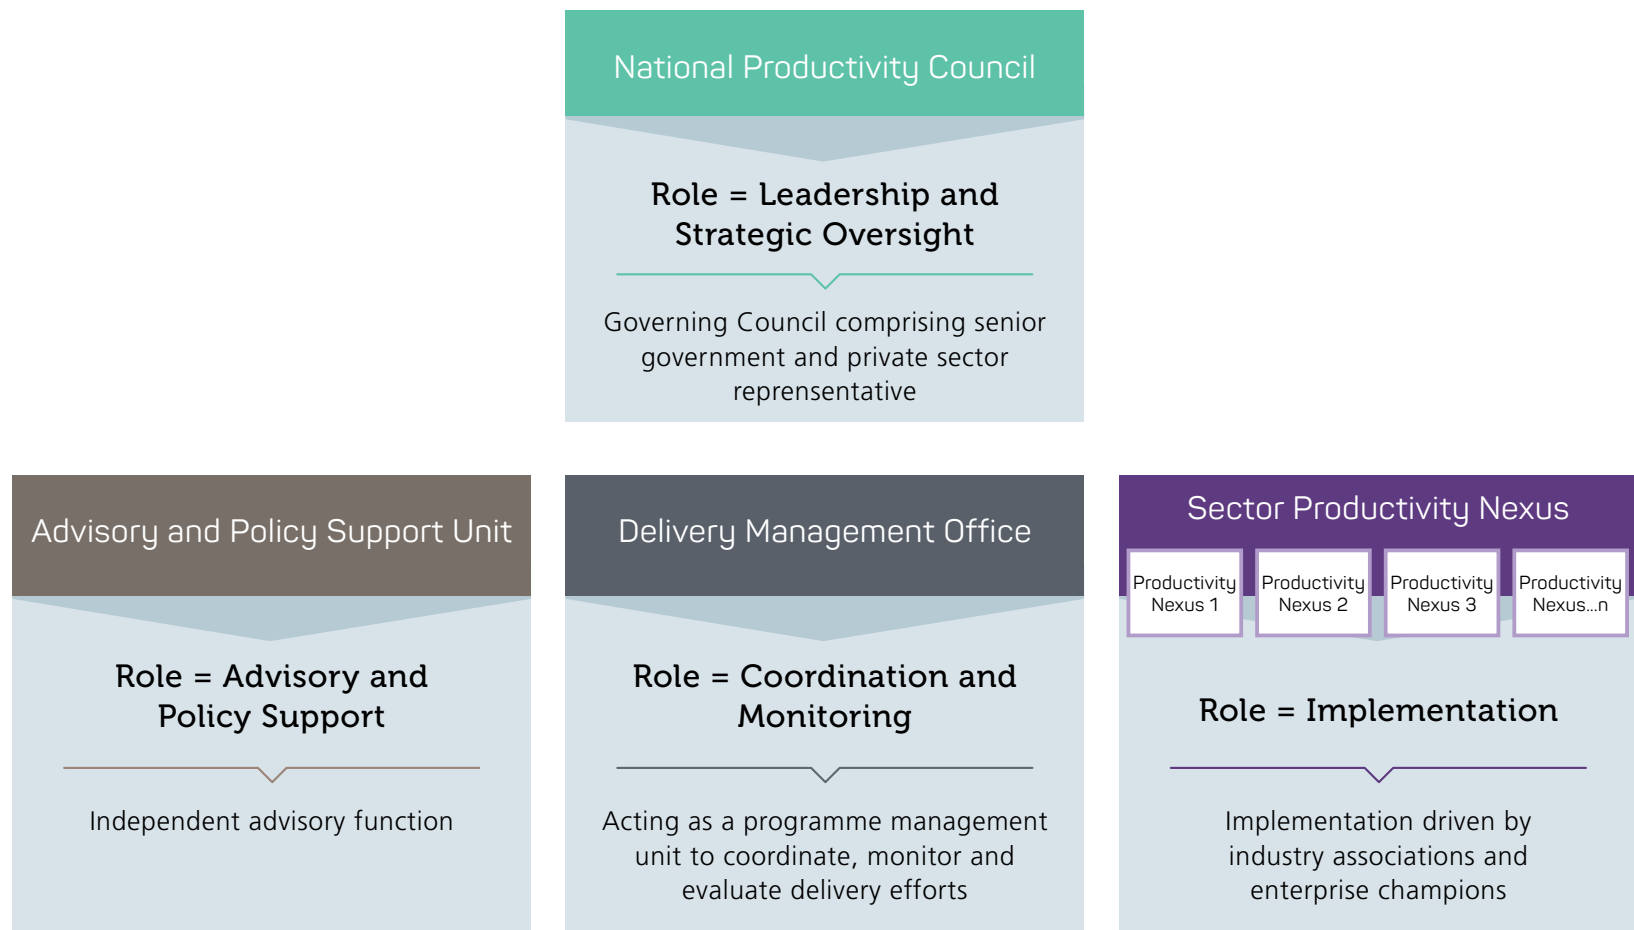 National Productivity Council
Role = Leadership and
Strategic Oversight
Governing Council comprising senior
government and private sector
reprensentative
Advisory and Policy Support Unit
Role = Advisory and
Policy Support
Independent advisory function
Delivery Management Office
Role = Coordination and
Monitoring
Acting as a programme management
unit to coordinate, monitor and
evaluate delivery efforts
Sector Productivity Nexus
Productivity
Nexus 1
Productivity
Nexus 2
Productivity
Nexus 3
Productivity
Nexus...n
Role = Implementation
Implementation driven by
industry associations and
enterprise champions